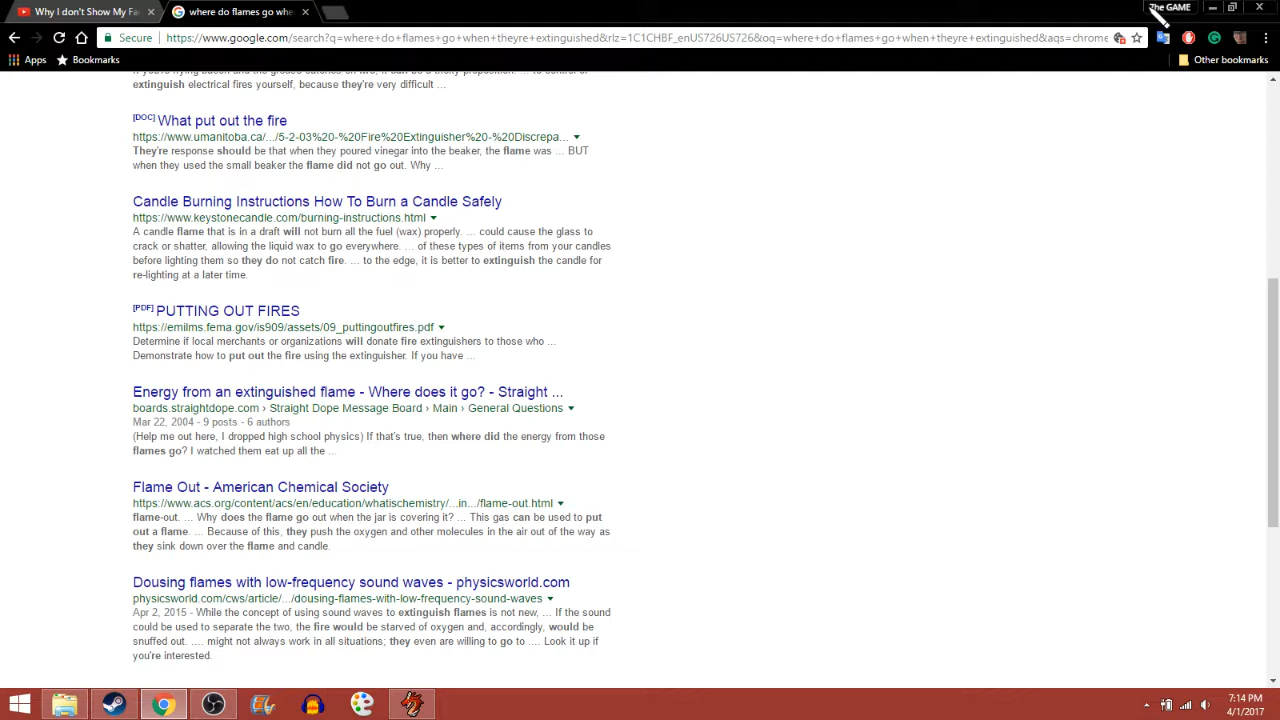 Why I don't Show My Fa
where do flames go whe
The GAME
Secure
https://www.google.com/search?q=where+do+flames+go+when+theyre+extinguished&rlz=1C1CHBF_enUS726US726&oq=where+do+flames+go+when+theyre+extinguished&aqs=chrome
Apps
Bookmarks
Other bookmarks
extinguish electrical fires yourself, because they're very difficult ...
[DOC] What put out the fire
https://www.umanitoba.ca/.../5-2-03%20-%20Fire%20Extinguisher%20-%20Discrepa...
They're response should be that when they poured vinegar into the beaker, the flame was ... BUT
when they used the small beaker the flame did not go out. Why ...
Candle Burning Instructions How To Burn a Candle Safely
https://www.keystonecandle.com/burning-instructions.html
A candle flame that is in a draft will not burn all the fuel (wax) properly. ... could cause the glass to
crack or shatter, allowing the liquid wax to go everywhere. ... of these types of items from your candles
before lighting them so they do not catch fire. ... to the edge, it is better to extinguish the candle for
re-lighting at a later time.
[PDF] PUTTING OUT FIRES
https://emilms.fema.gov/is909/assets/09_puttingoutfires.pdf
Determine if local merchants or organizations will donate fire extinguishers to those who ...
Demonstrate how to put out the fire using the extinguisher. If you have ...
Energy from an extinguished flame - Where does it go? - Straight ...
boards.straightdope.com › Straight Dope Message Board › Main › General Questions
Mar 22, 2004 - 9 posts - 6 authors
(Help me out here, I dropped high school physics) If that's true, then where did the energy from those
flames go? I watched them eat up all the ...
Flame Out - American Chemical Society
https://www.acs.org/content/acs/en/education/whatischemistry/...in.../flame-out.html
flame-out. ... Why does the flame go out when the jar is covering it? ... This gas can be used to put
out a flame. ... Because of this, they push the oxygen and other molecules in the air out of the way as
they sink down over the flame and candle.
Dousing flames with low-frequency sound waves - physicsworld.com
physicsworld.com/cws/article/.../dousing-flames-with-low-frequency-sound-waves
Apr 2, 2015 - While the concept of using sound waves to extinguish flames is not new, ... If the sound
could be used to separate the two, the fire would be starved of oxygen and, accordingly, would be
snuffed out. .... might not always work in all situations; they even are willing to go to .... Look it up if
you're interested.
7:14 PM
4/1/2017